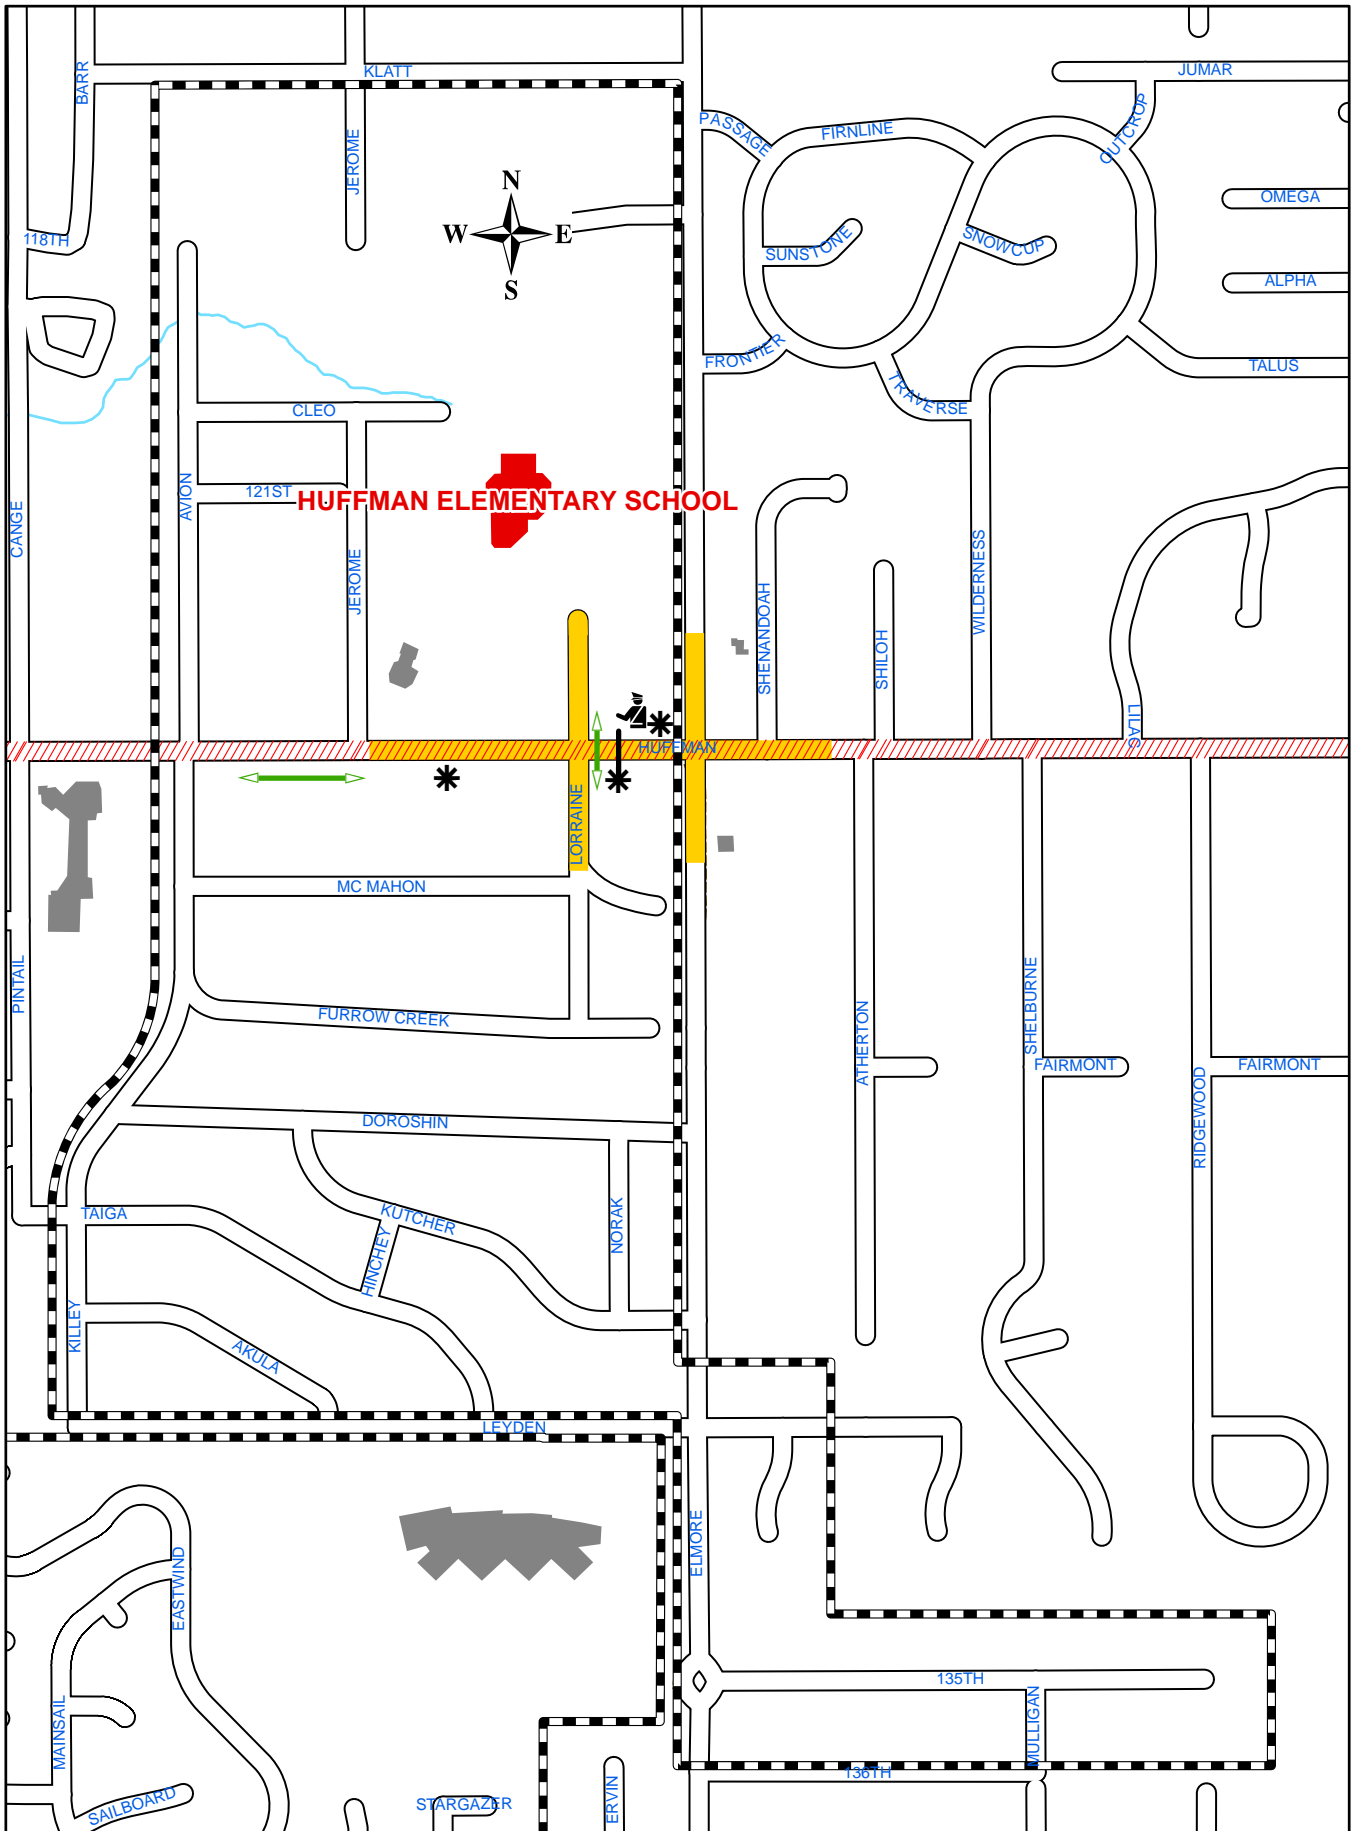 KLATT
JUMAR
BARR
PASSAGE
FIRNLINE
OUTCROP
JEROME
N
W
E
S
OMEGA
118TH
SUNSTONE
SNOWCUP
ALPHA
FRONTIER
TALUS
TRAVERSE
CLEO
AVION
121ST
HUFFMAN ELEMENTARY SCHOOL
CANGE
JEROME
WILDERNESS
SHENANDOAH
SHILOH
LILAC
HUFFMAN
LORRAINE
MC MAHON
PINTAIL
FURROW CREEK
SHELBURNE
ATHERTON
FAIRMONT
FAIRMONT
DOROSHIN
RIDGEWOOD
TAIGA
KUTCHER
NORAK
HINCHEY
KILLEY
AKULA
LEYDEN
ELMORE
EASTWIND
135TH
MAINSAIL
MULLIGAN
136TH
SAILBOARD
STARGAZER
ERVIN